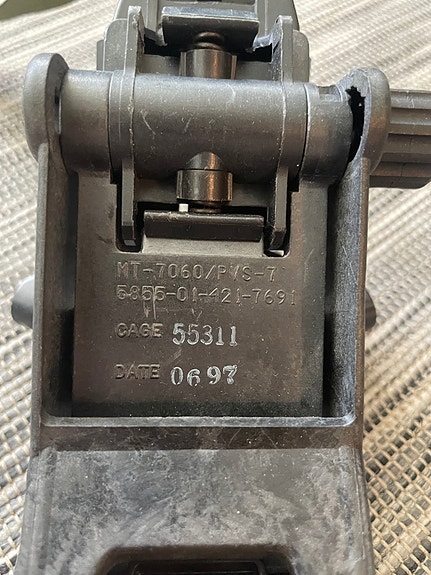 MT-7060/PVS-7
5855-01-421-7691
CAGE 55311
DATE 0697